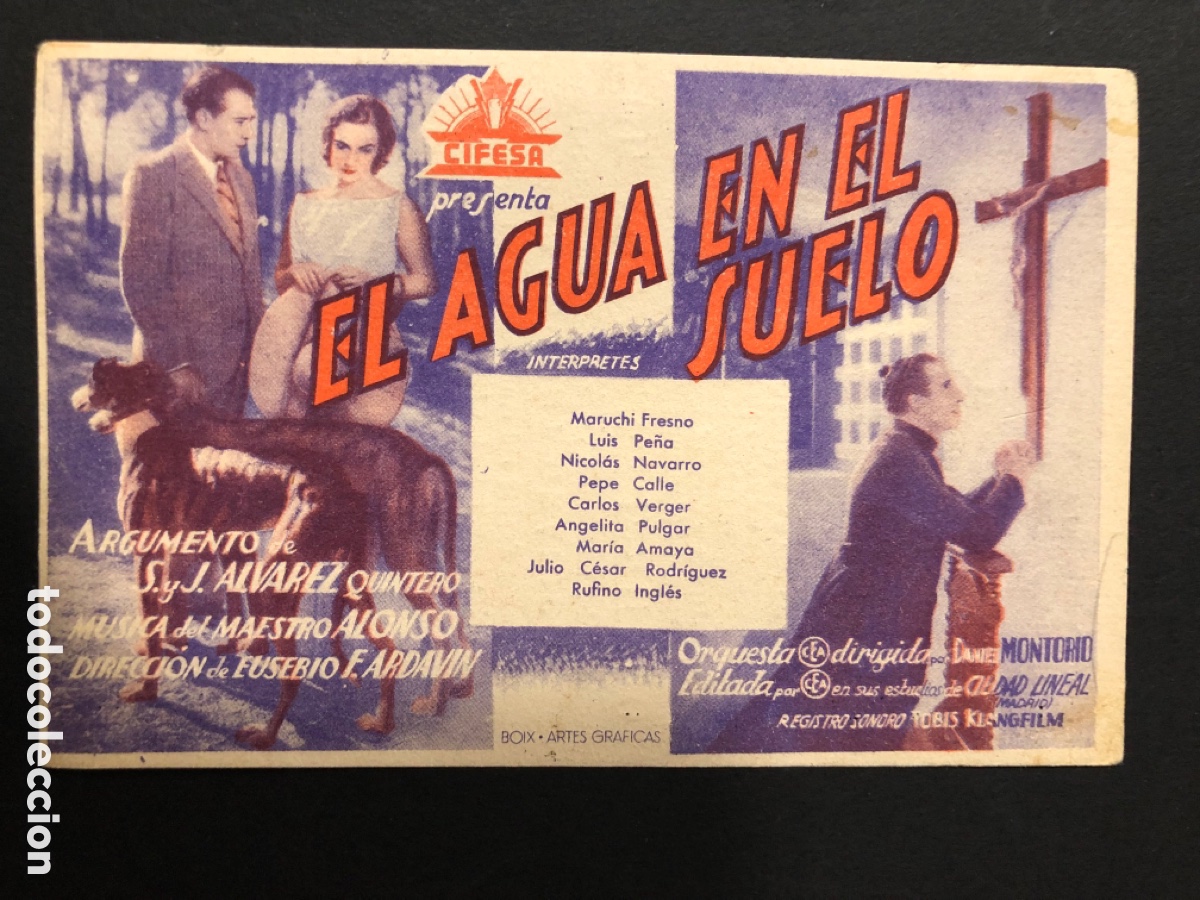 CIFESA
presenta
EL AGUA EN EL
SUELO
INTERPRETES
Maruchi Fresno
Luis Peña
Nicolás Navarro
Pepe Calle
Carlos Verger
Angelita Pulgar
María Amaya
Julio César Rodríguez
Rufino Inglés
ARGUMENTO de
S. y J. ALVAREZ QUINTERO
MUSICA del MAESTRO ALONSO
DIRECCIÓN de EUSEBIO F. ARDAVIN
Orquesta CEA dirigida por DANIEL MONTORIO
Editada por CEA en sus estudios de CIUDAD LINEAL
(MADRID)
REGISTRO SONORO TOBIS KLANGFILM
BOIX - ARTES GRAFICAS
todocoleccion